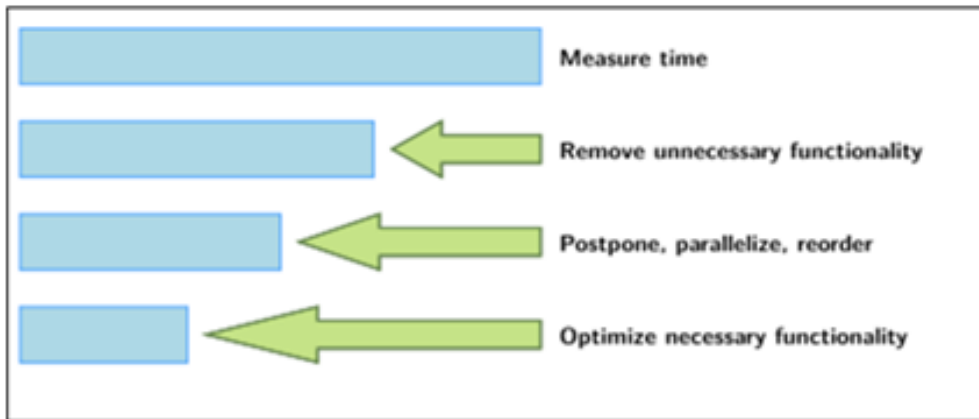 Measure time
Remove unnecessary functionality
Postpone, parallelize, reorder
Optimize necessary functionality